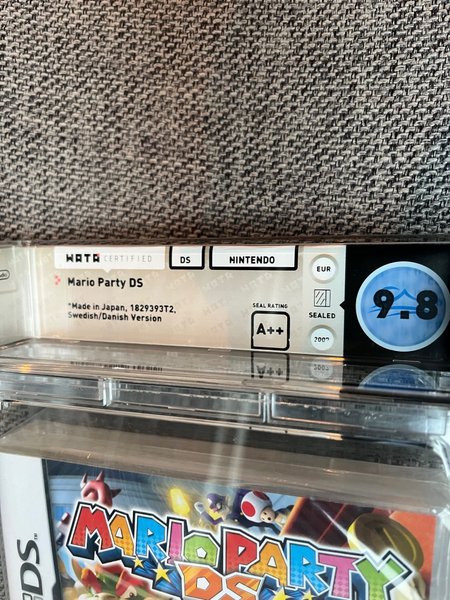 WATA CERTIFIED
DS
NINTENDO
Mario Party DS
*Made in Japan, 1829393T2,
Swedish/Danish Version
SEAL RATING
A++
EUR
SEALED
2007
9.8
MARIO PARTY
DS
DS